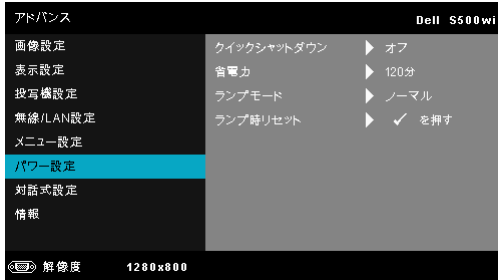 アドバンス Dell S500wi
画像設定
表示設定
投写機設定
無線/LAN設定
メニュー設定
パワー設定
対話式設定
情報
クイックシャットダウン オフ
省電力 120分
ランプモード ノーマル
ランプ時リセット ✓ を押す
解像度 1280x800